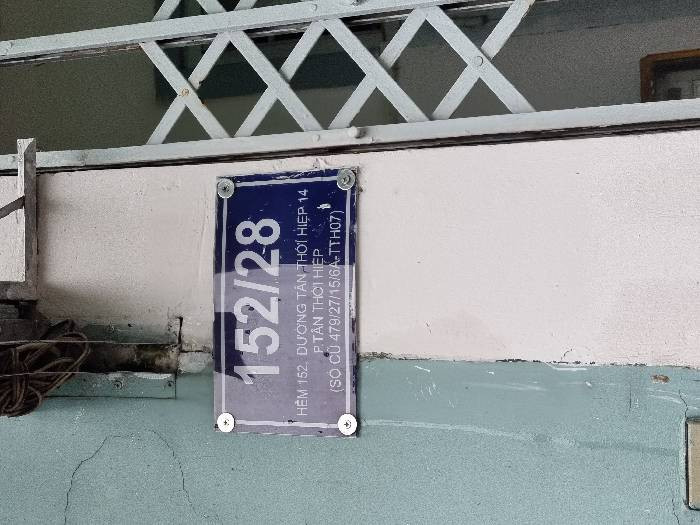 152/28
HẺM 152, ĐƯỜNG TÂN THỚI HIỆP 14
P.TÂN THỚI HIỆP
(SỐ CŨ 479/27/15/6A-TTH07)